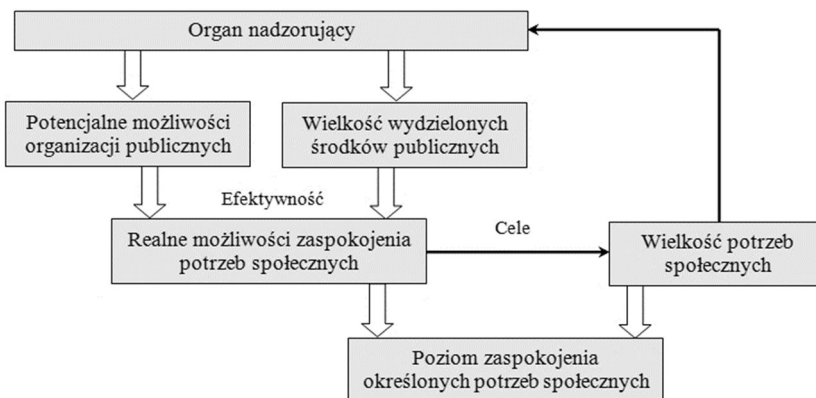 Organ nadzorujący
Potencjalne możliwości
organizacji publicznych
Wielkość wydzielonych
środków publicznych
Efektywność
Realne możliwości zaspokojenia
potrzeb społecznych
Cele
Wielkość potrzeb
społecznych
Poziom zaspokojenia
określonych potrzeb społecznych